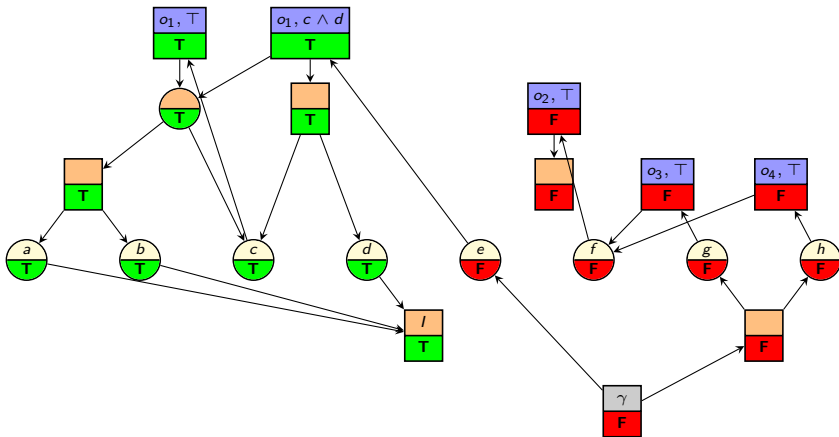 o₁, ⊤
T
o₁, c ∧ d
T
T
T
o₂, ⊤
F
T
F
o₃, ⊤
F
o₄, ⊤
F
a
T
b
T
c
T
d
T
e
F
f
F
g
F
h
F
I
T
F
γ
F